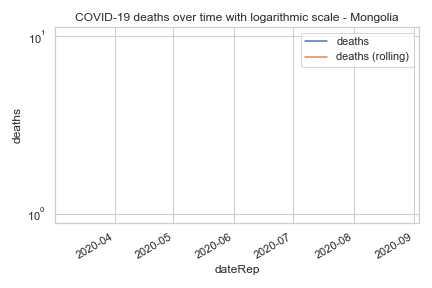 COVID-19 deaths over time with logarithmic scale - Mongolia
10¹
deaths
deaths (rolling)
deaths
10⁰
2020-04
2020-05
2020-06
2020-07
2020-08
2020-09
dateRep